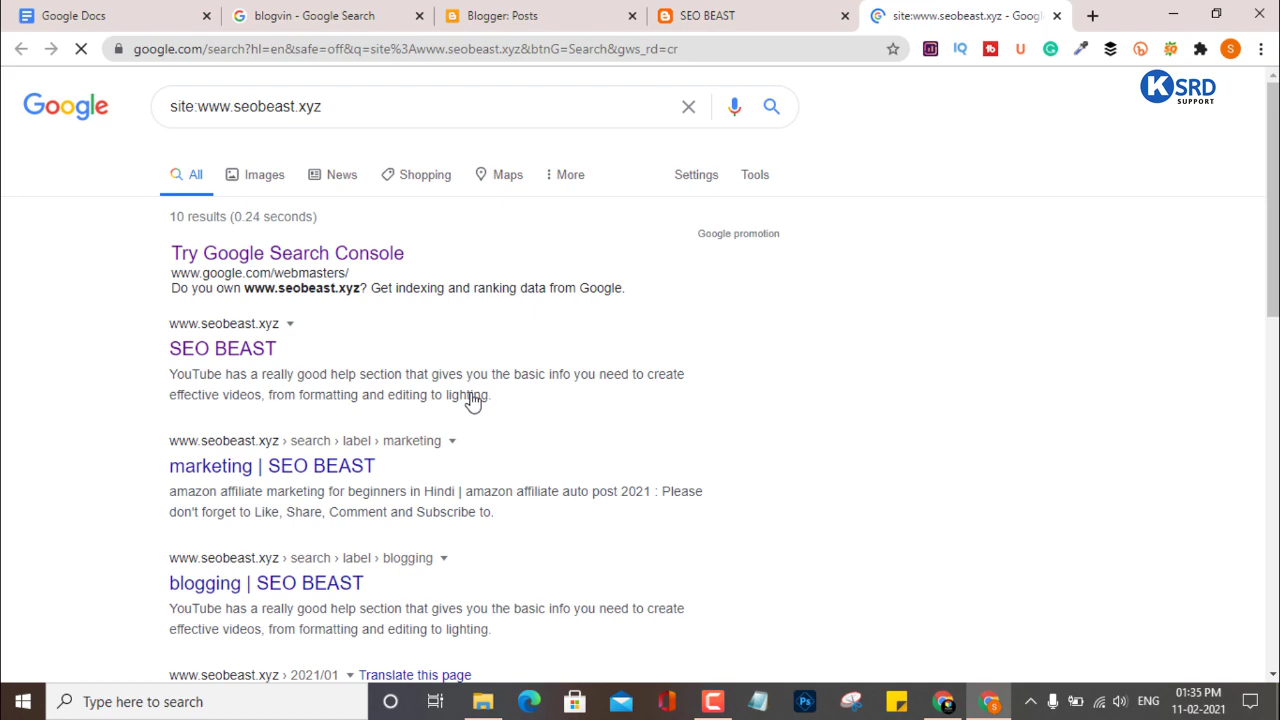 Google Docs
blogvin - Google Search
Blogger: Posts
SEO BEAST
site:www.seobeast.xyz - Googl
google.com/search?hl=en&safe=off&q=site%3Awww.seobeast.xyz&btnG=Search&gws_rd=cr
KSRD
SUPPORT
Google
site:www.seobeast.xyz
All
Images
News
Shopping
Maps
More
Settings
Tools
10 results (0.24 seconds)
Google promotion
Try Google Search Console
www.google.com/webmasters/
Do you own www.seobeast.xyz? Get indexing and ranking data from Google.
www.seobeast.xyz
SEO BEAST
YouTube has a really good help section that gives you the basic info you need to create
effective videos, from formatting and editing to lighting.
www.seobeast.xyz › search › label › marketing
marketing | SEO BEAST
amazon affiliate marketing for beginners in Hindi | amazon affiliate auto post 2021 : Please
don't forget to Like, Share, Comment and Subscribe to.
www.seobeast.xyz › search › label › blogging
blogging | SEO BEAST
YouTube has a really good help section that gives you the basic info you need to create
effective videos, from formatting and editing to lighting.
www.seobeast.xyz › 2021/01
Translate this page
Type here to search
ENG
01:35 PM
11-02-2021